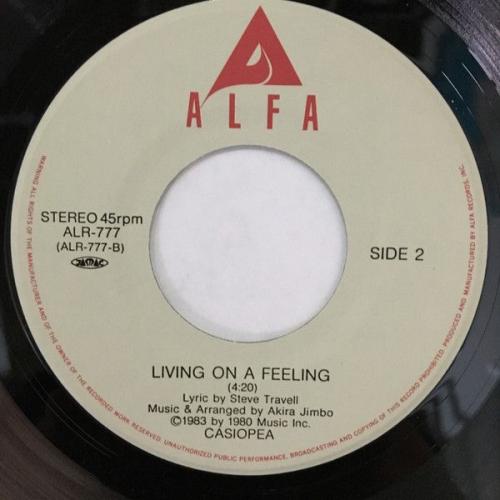 ALFA
STEREO 45rpm
ALR-777
(ALR-777-B)
JASRAC
SIDE 2
LIVING ON A FEELING
(4:20)
Lyric by Steve Travell
Music & Arranged by Akira Jimbo
©1983 by 1980 Music Inc.
CASIOPEA
WARNING: ALL RIGHTS OF THE MANUFACTURER AND OF THE OWNER OF THE RECORDED WORK RESERVED. UNAUTHORIZED PUBLIC PERFORMANCE, BROADCASTING AND COPYING OF THIS RECORD PROHIBITED. PRODUCED AND MANUFACTURED BY ALFA RECORDS, INC.